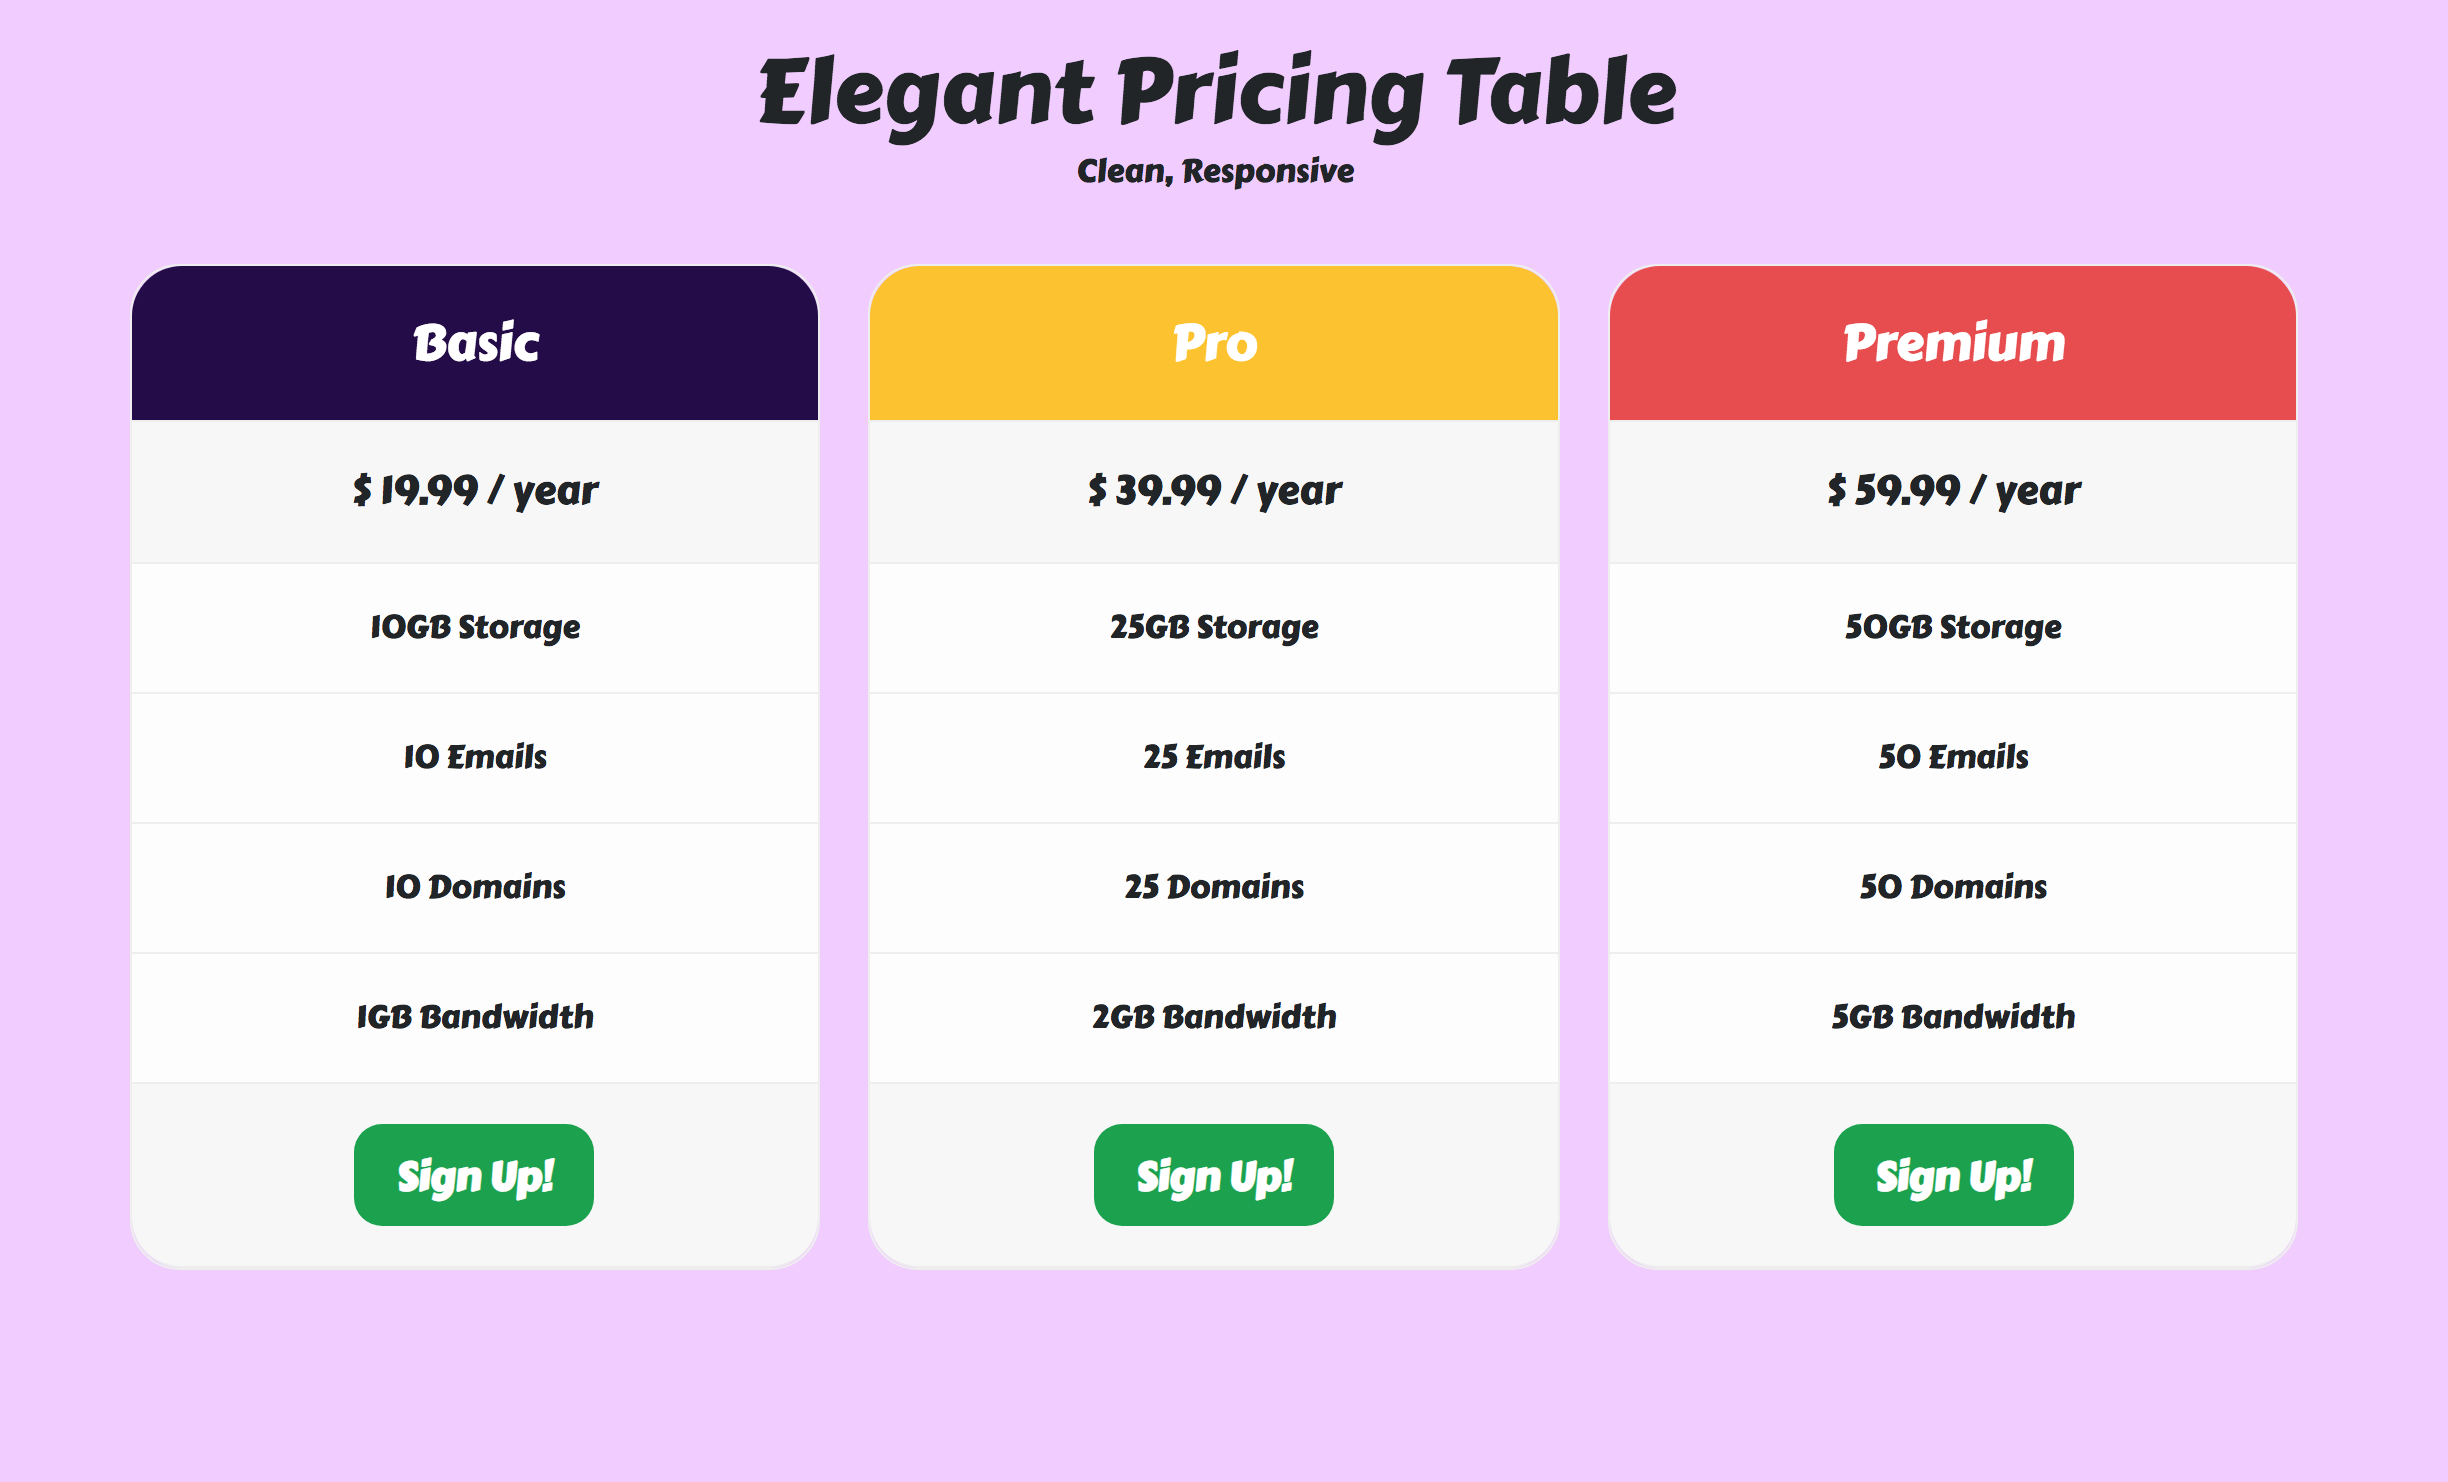 Elegant Pricing Table
Clean, Responsive
Basic
$ 19.99 / year
10GB Storage
10 Emails
10 Domains
1GB Bandwidth
Sign Up!
Pro
$ 39.99 / year
25GB Storage
25 Emails
25 Domains
2GB Bandwidth
Sign Up!
Premium
$ 59.99 / year
50GB Storage
50 Emails
50 Domains
5GB Bandwidth
Sign Up!